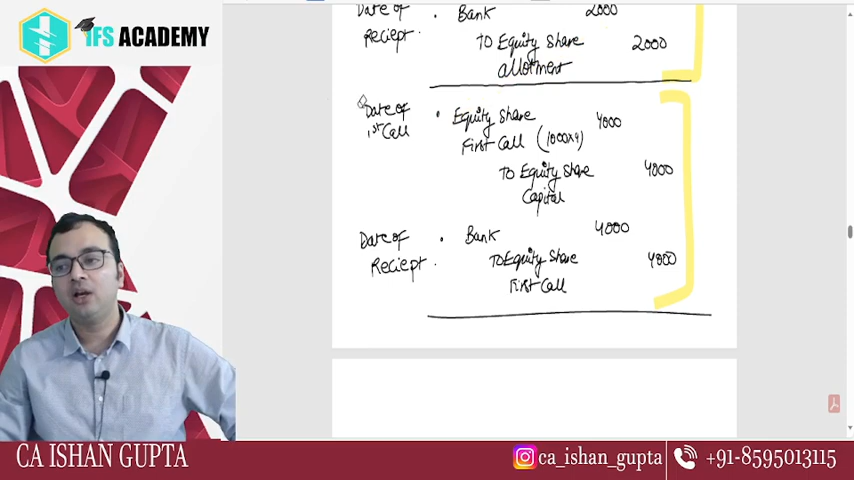 IFS ACADEMY
Date of
Reciept.
Bank 2000
To Equity Share 2000
allotment
Date of
1st Call
Equity Share 4000
First Call (1000x4)
To Equity Share 4000
Capital
Date of
Reciept.
Bank 4000
To Equity Share 4000
First Call
CA ISHAN GUPTA
ca_ishan_gupta
+91-8595013115